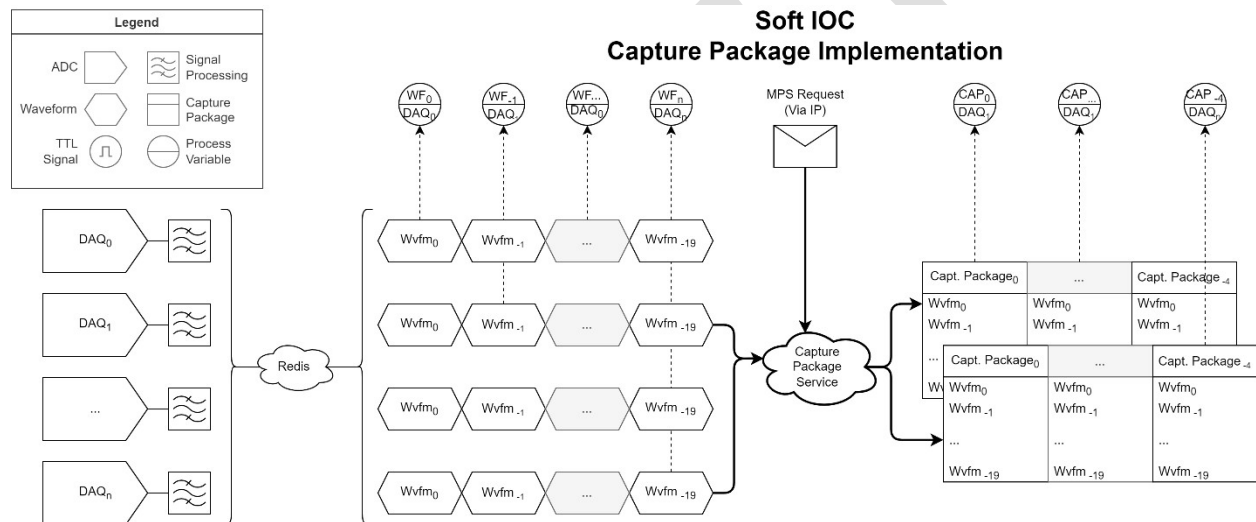 Soft IOC
Capture Package Implementation
Legend
ADC
Signal
Processing
Waveform
Capture
Package
TTL
Signal
Process
Variable
WF0
DAQ0
WF-1
DAQ-
WF...
DAQ0
WFn
DAQn
MPS Request
(Via IP)
CAP0
DAQ1
CAP...
DAQ1
CAP-4
DAQn
DAQ0
Wvfm0
Wvfm -1
...
Wvfm -19
DAQ1
Wvfm0
Wvfm -1
...
Wvfm -19
Redis
Capture
Package
Service
...
Wvfm0
Wvfm -1
...
Wvfm -19
DAQn
Wvfm0
Wvfm -1
...
Wvfm -19
Capt. Package0
...
Capt. Package-4
Wvfm0
Wvfm0
Wvfm0
Wvfm -1
Wvfm -1
Wvfm -1
...
Capt. Package0
...
Capt. Package -4
Wvfm0
Wvfm0
Wvfm0
Wvfm -1
Wvfm -1
Wvfm -1
...
...
...
Wvfm -19
Wvfm -19
Wvfm -19